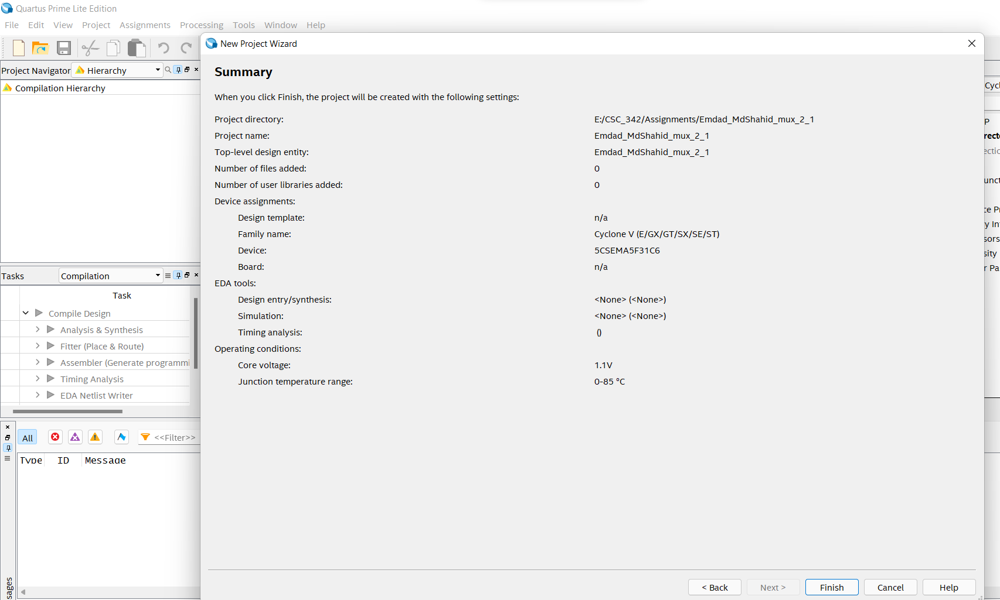 Quartus Prime Lite Edition
File Edit View Project Assignments Processing Tools Window Help
New Project Wizard
Project Navigator Hierarchy
Compilation Hierarchy
Summary
When you click Finish, the project will be created with the following settings:
Project directory: E:/CSC_342/Assignments/Emdad_MdShahid_mux_2_1
Project name: Emdad_MdShahid_mux_2_1
Top-level design entity: Emdad_MdShahid_mux_2_1
Number of files added: 0
Number of user libraries added: 0
Device assignments:
Design template: n/a
Family name: Cyclone V (E/GX/GT/SX/SE/ST)
Device: 5CSEMA5F31C6
Board: n/a
EDA tools:
Design entry/synthesis: <None> (<None>)
Simulation: <None> (<None>)
Timing analysis: ()
Operating conditions:
Core voltage: 1.1V
Junction temperature range: 0-85 °C
< Back Next > Finish Cancel Help
Tasks Compilation
Task
Compile Design
Analysis & Synthesis
Fitter (Place & Route)
Assembler (Generate programmi
Timing Analysis
EDA Netlist Writer
All <<Filter>>
Type ID Message
sages
Cycl
P
rect
ectic
unct
ce P
y In
sors
sity
r Pa